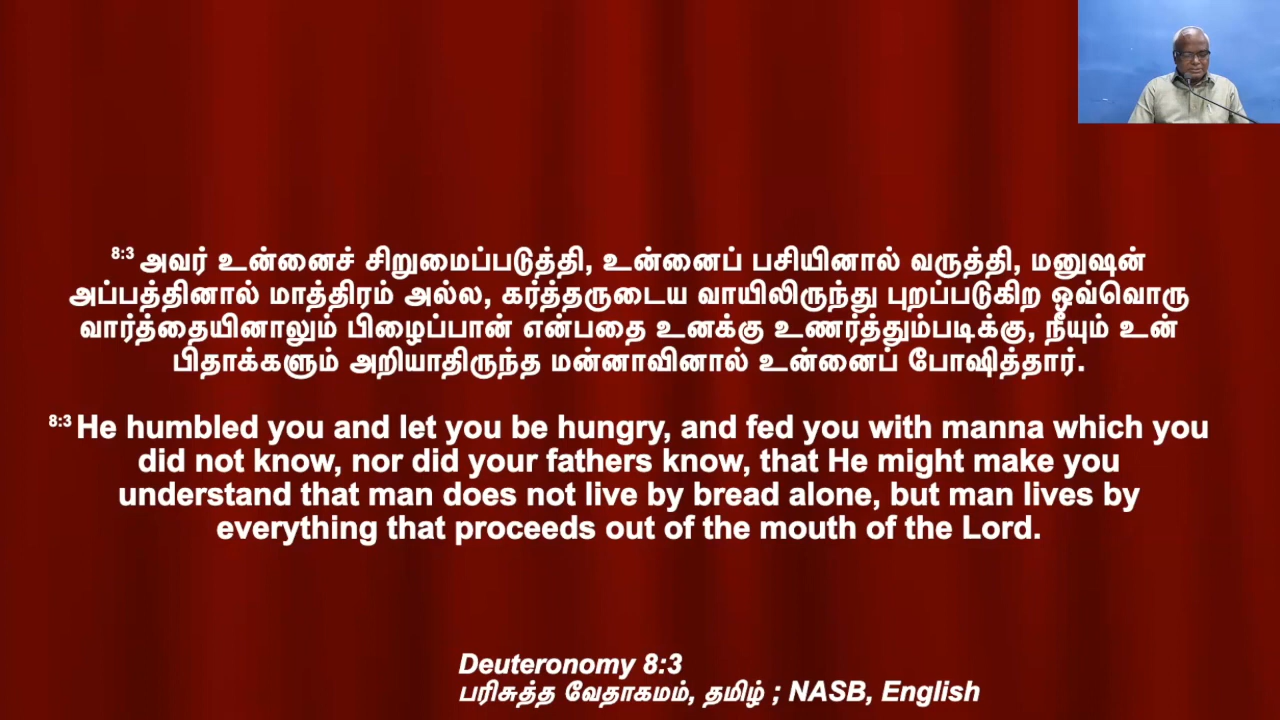 8:3 அவர் உன்னைச் சிறுமைப்படுத்தி, உன்னைப் பசியினால் வருத்தி, மனுஷன்
அப்பத்தினால் மாத்திரம் அல்ல, கர்த்தருடைய வாயிலிருந்து புறப்படுகிற ஒவ்வொரு
வார்த்தையினாலும் பிழைப்பான் என்பதை உனக்கு உணர்த்தும்படிக்கு, நீயும் உன்
பிதாக்களும் அறியாதிருந்த மன்னாவினால் உன்னைப் போஷித்தார்.
8:3 He humbled you and let you be hungry, and fed you with manna which you
did not know, nor did your fathers know, that He might make you
understand that man does not live by bread alone, but man lives by
everything that proceeds out of the mouth of the Lord.
Deuteronomy 8:3
பரிசுத்த வேதாகமம், தமிழ் ; NASB, English